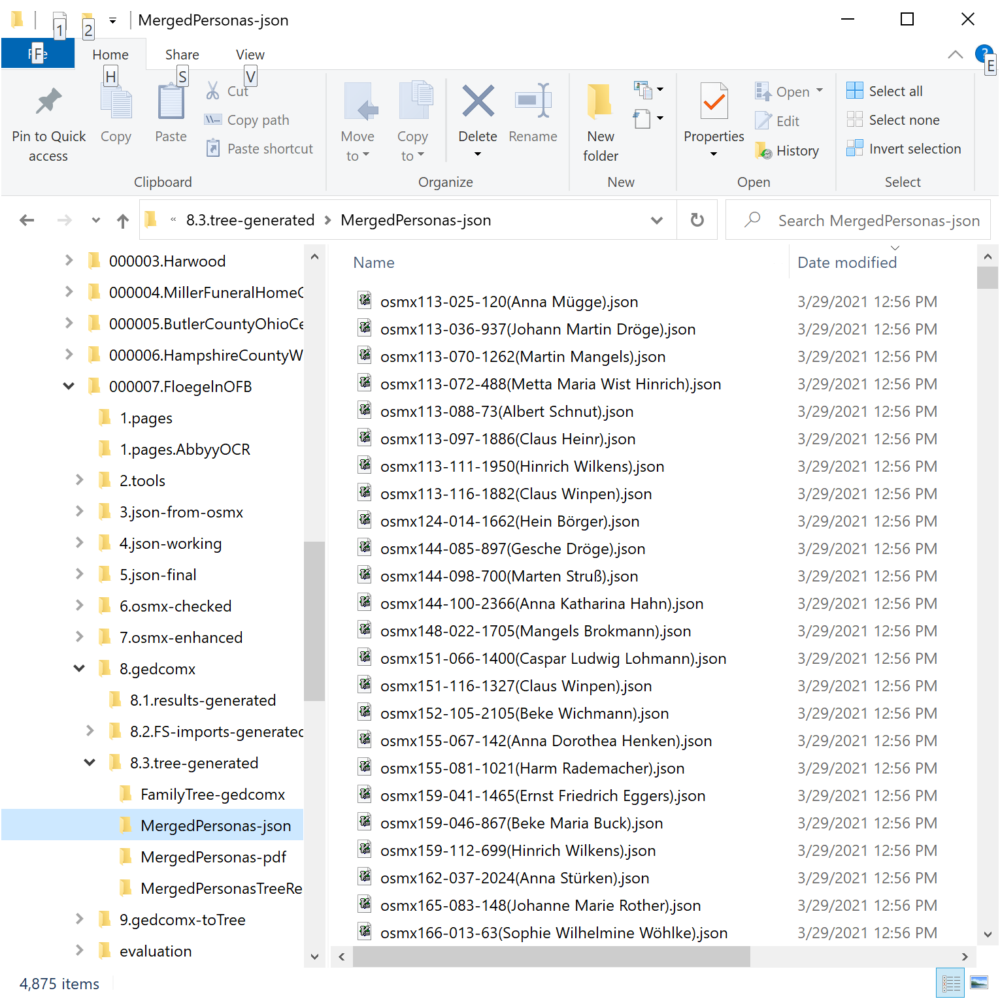 1
2
MergedPersonas-json
F
e
Home
Share
View
?
E
H
S
V
Pin to Quick
access
Copy
Paste
Cut
Copy path
Paste shortcut
Move
to
Copy
to
Delete
Rename
New
folder
Properties
Open
Edit
History
Select all
Select none
Invert selection
Clipboard
Organize
New
Open
Select
« 8.3.tree-generated > MergedPersonas-json
Search MergedPersonas-json
000003.Harwood
000004.MillerFuneralHomeC
000005.ButlerCountyOhioCe
000006.HampshireCountyW
000007.FloegelnOFB
1.pages
1.pages.AbbyyOCR
2.tools
3.json-from-osmx
4.json-working
5.json-final
6.osmx-checked
7.osmx-enhanced
8.gedcomx
8.1.results-generated
8.2.FS-imports-generated
8.3.tree-generated
FamilyTree-gedcomx
MergedPersonas-json
MergedPersonas-pdf
MergedPersonasTreeRe
9.gedcomx-toTree
evaluation
Name Date modified
osmx113-025-120(Anna Mügge).json 3/29/2021 12:56 PM
osmx113-036-937(Johann Martin Dröge).json 3/29/2021 12:56 PM
osmx113-070-1262(Martin Mangels).json 3/29/2021 12:56 PM
osmx113-072-488(Metta Maria Wist Hinrich).json 3/29/2021 12:56 PM
osmx113-088-73(Albert Schnut).json 3/29/2021 12:56 PM
osmx113-097-1886(Claus Heinr).json 3/29/2021 12:56 PM
osmx113-111-1950(Hinrich Wilkens).json 3/29/2021 12:56 PM
osmx113-116-1882(Claus Winpen).json 3/29/2021 12:56 PM
osmx124-014-1662(Hein Börger).json 3/29/2021 12:56 PM
osmx144-085-897(Gesche Dröge).json 3/29/2021 12:56 PM
osmx144-098-700(Marten Struß).json 3/29/2021 12:56 PM
osmx144-100-2366(Anna Katharina Hahn).json 3/29/2021 12:56 PM
osmx148-022-1705(Mangels Brokmann).json 3/29/2021 12:56 PM
osmx151-066-1400(Caspar Ludwig Lohmann).json 3/29/2021 12:56 PM
osmx151-116-1327(Claus Winpen).json 3/29/2021 12:56 PM
osmx152-105-2105(Beke Wichmann).json 3/29/2021 12:56 PM
osmx155-067-142(Anna Dorothea Henken).json 3/29/2021 12:56 PM
osmx155-081-1021(Harm Rademacher).json 3/29/2021 12:56 PM
osmx159-041-1465(Ernst Friedrich Eggers).json 3/29/2021 12:56 PM
osmx159-046-867(Beke Maria Buck).json 3/29/2021 12:56 PM
osmx159-112-699(Hinrich Wilkens).json 3/29/2021 12:56 PM
osmx162-037-2024(Anna Stürken).json 3/29/2021 12:56 PM
osmx165-083-148(Johanne Marie Rother).json 3/29/2021 12:56 PM
osmx166-013-63(Sophie Wilhelmine Wöhlke).json 3/29/2021 12:56 PM
4,875 items